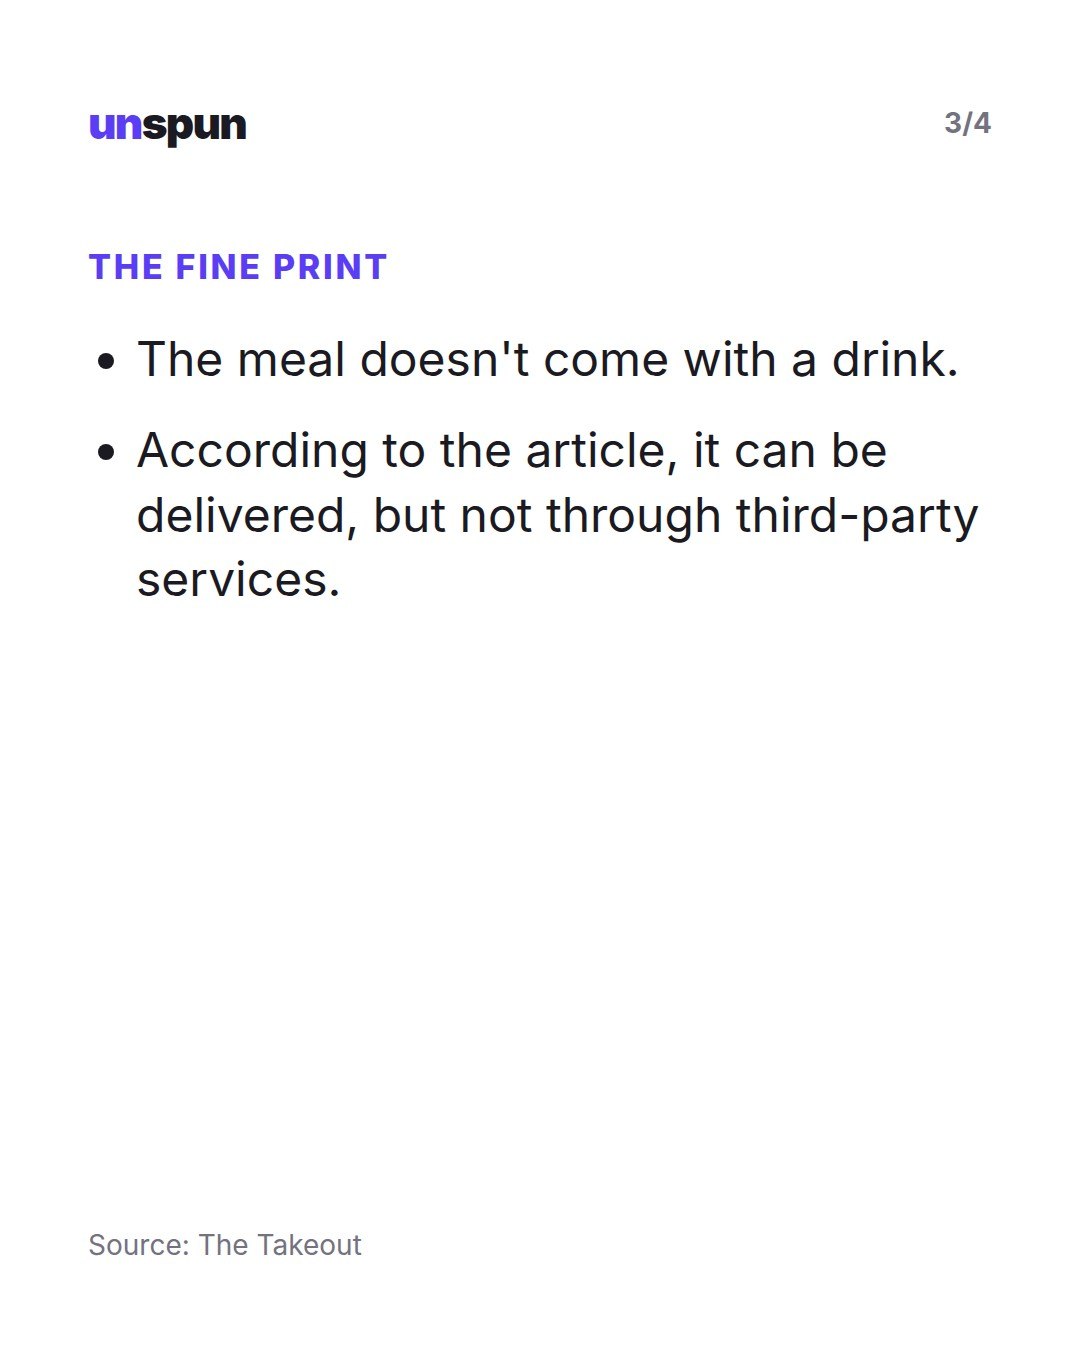 unspun
3/4
THE FINE PRINT
• The meal doesn't come with a drink.
• According to the article, it can be
delivered, but not through third-party
services.
Source: The Takeout